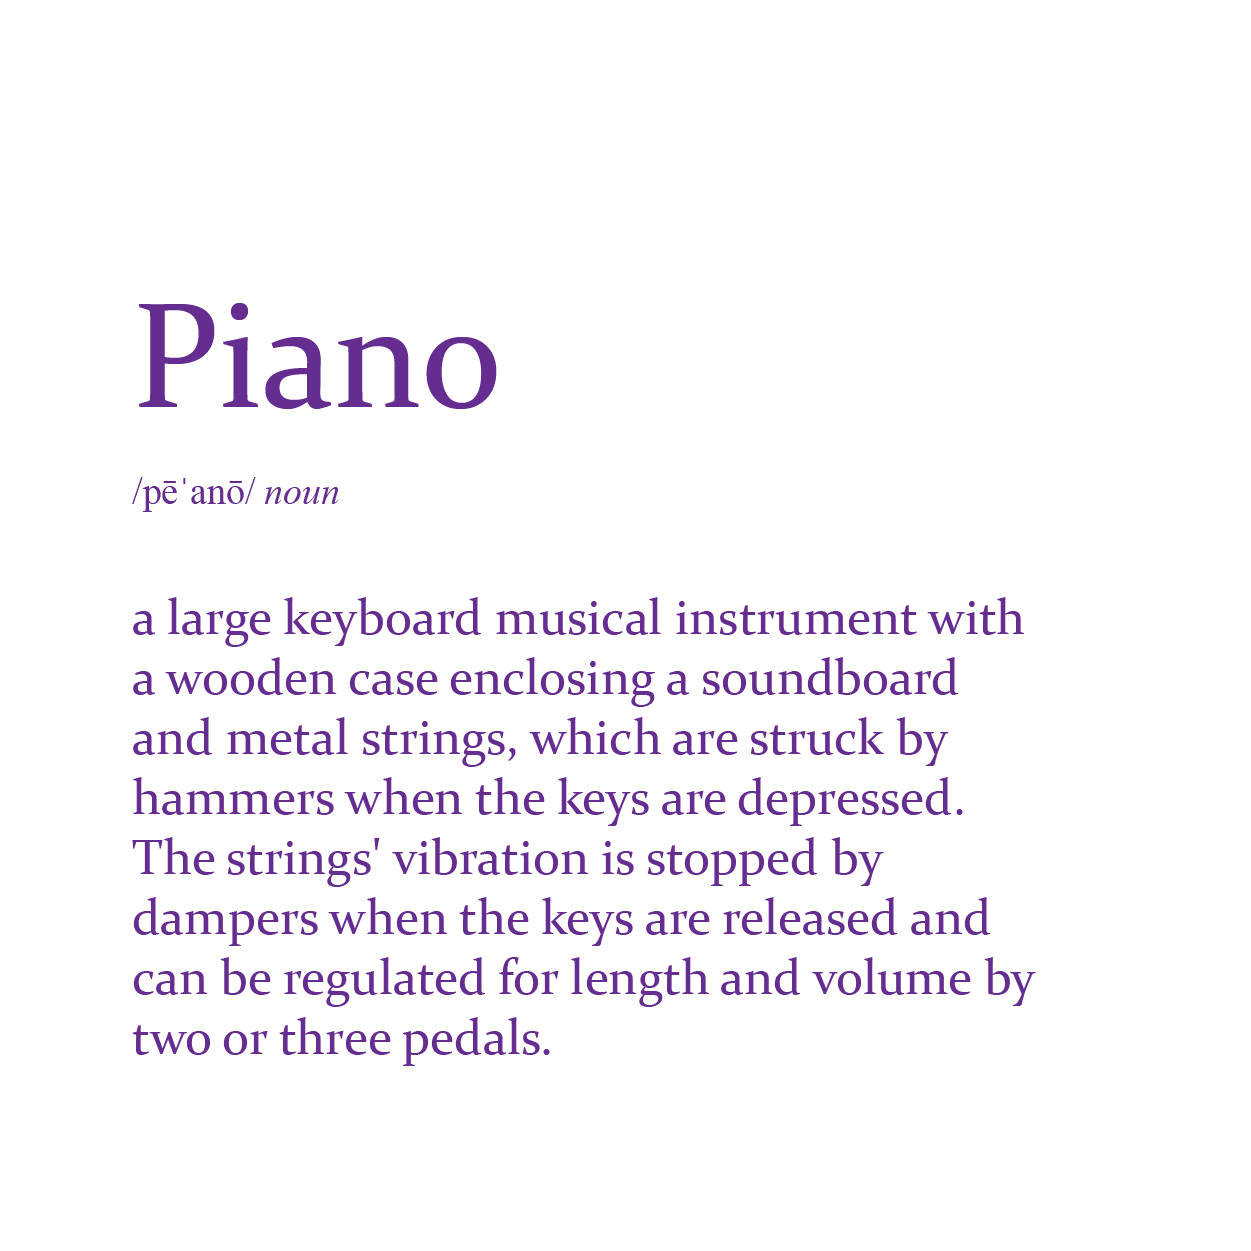 Piano
/pēˈanō/ noun
a large keyboard musical instrument with
a wooden case enclosing a soundboard
and metal strings, which are struck by
hammers when the keys are depressed.
The strings' vibration is stopped by
dampers when the keys are released and
can be regulated for length and volume by
two or three pedals.